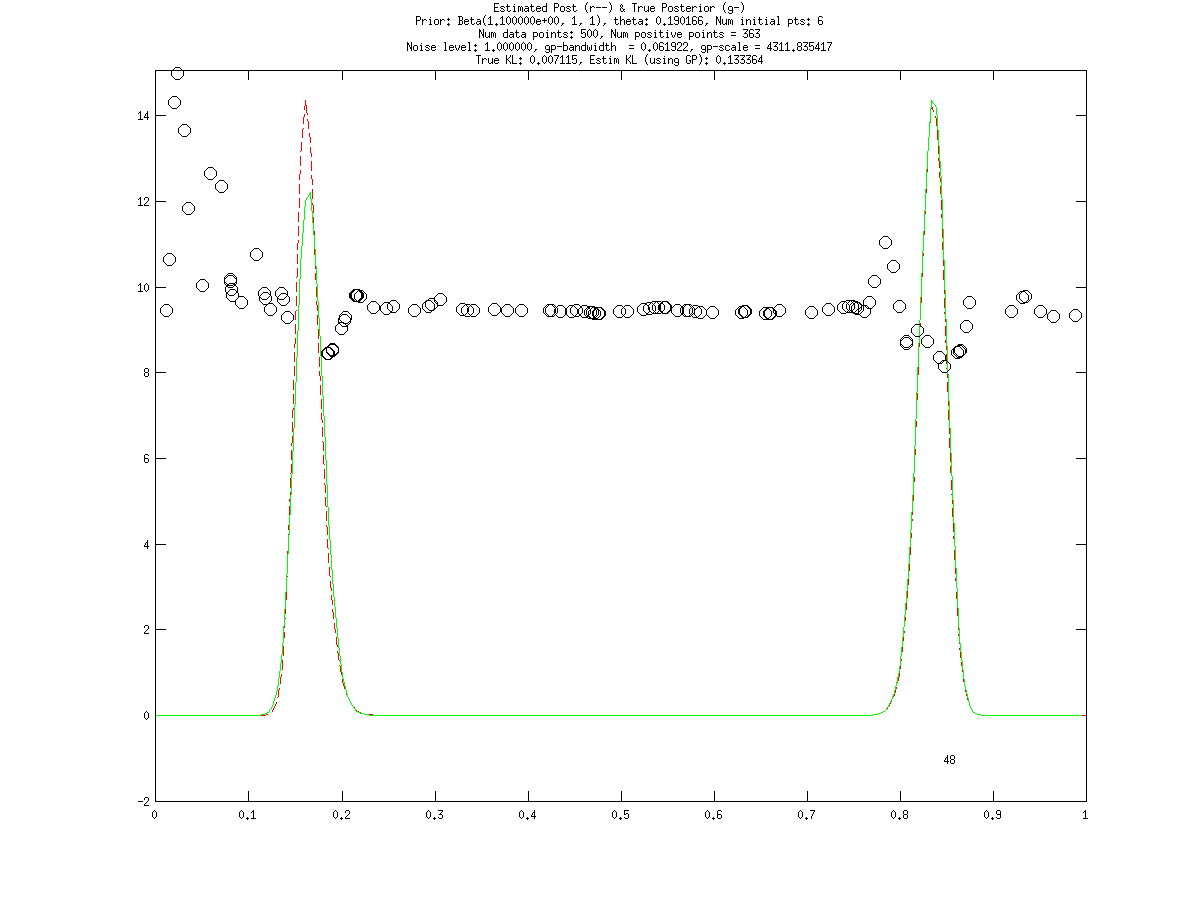 Estimated Post (r--) & True Posterior (g-)
Prior: Beta(1.100000e+00, 1, 1), theta: 0.190166, Num initial pts: 6
Num data points: 500, Num positive points = 363
Noise level: 1.000000, gp-bandwidth  = 0.061922, gp-scale = 4311.835417
True KL: 0.007115, Estim KL (using GP): 0.133364
14
12
10
8
6
4
2
0
48
-2
0 0.1 0.2 0.3 0.4 0.5 0.6 0.7 0.8 0.9 1